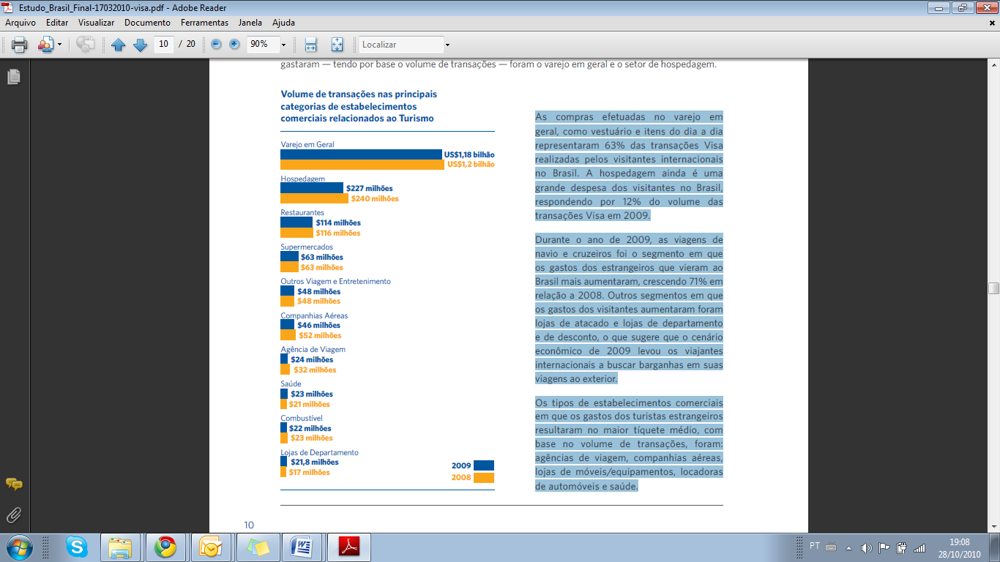 Estudo_Brasil_Final-17032010-visa.pdf - Adobe Reader
Arquivo Editar Visualizar Documento Ferramentas Janela Ajuda
10 / 20 90% Localizar
gastaram — tendo por base o volume de transações — foram o varejo em geral e o setor de hospedagem.
Volume de transações nas principais
categorias de estabelecimentos
comerciais relacionados ao Turismo
Varejo em Geral
US$1,18 bilhão
US$1,2 bilhão
Hospedagem
$227 milhões
$240 milhões
Restaurantes
$114 milhões
$116 milhões
Supermercados
$63 milhões
$63 milhões
Outros Viagem e Entretenimento
$48 milhões
$48 milhões
Companhias Aéreas
$46 milhões
$52 milhões
Agência de Viagem
$24 milhões
$32 milhões
Saúde
$23 milhões
$21 milhões
Combustível
$22 milhões
$23 milhões
Lojas de Departamento
$21,8 milhões
$17 milhões
2009
2008
As compras efetuadas no varejo em
geral, como vestuário e itens do dia a dia
representaram 63% das transações Visa
realizadas pelos visitantes internacionais
no Brasil. A hospedagem ainda é uma
grande despesa dos visitantes no Brasil,
respondendo por 12% do volume das
transações Visa em 2009.
Durante o ano de 2009, as viagens de
navio e cruzeiros foi o segmento em que
os gastos dos estrangeiros que vieram ao
Brasil mais aumentaram, crescendo 71% em
relação a 2008. Outros segmentos em que
os gastos dos visitantes aumentaram foram
lojas de atacado e lojas de departamento
e de desconto, o que sugere que o cenário
econômico de 2009 levou os viajantes
internacionais a buscar barganhas em suas
viagens ao exterior.
Os tipos de estabelecimentos comerciais
em que os gastos dos turistas estrangeiros
resultaram no maior tíquete médio, com
base no volume de transações, foram:
agências de viagem, companhias aéreas,
lojas de móveis/equipamentos, locadoras
de automóveis e saúde.
10
PT
19:08
28/10/2010